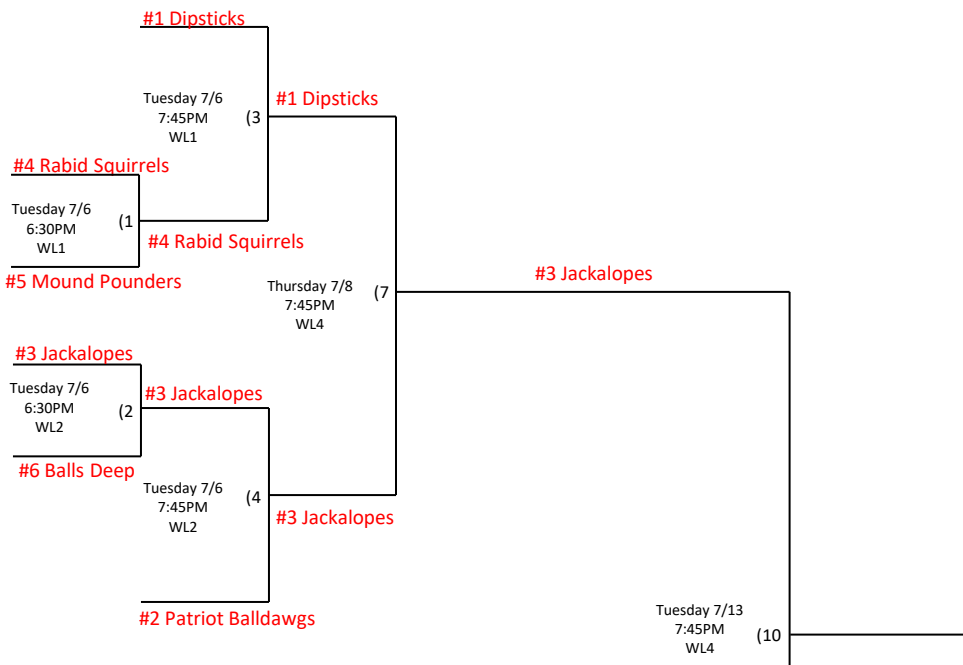 #1 Dipsticks
Tuesday 7/6
7:45PM
WL1
(3
#1 Dipsticks
#4 Rabid Squirrels
Tuesday 7/6
6:30PM
WL1
(1
#4 Rabid Squirrels
#5 Mound Pounders
Thursday 7/8
7:45PM
WL4
(7
#3 Jackalopes
#3 Jackalopes
Tuesday 7/6
6:30PM
WL2
(2
#3 Jackalopes
#6 Balls Deep
Tuesday 7/6
7:45PM
WL2
(4
#3 Jackalopes
#2 Patriot Balldawgs
Tuesday 7/13
7:45PM
WL4
(10